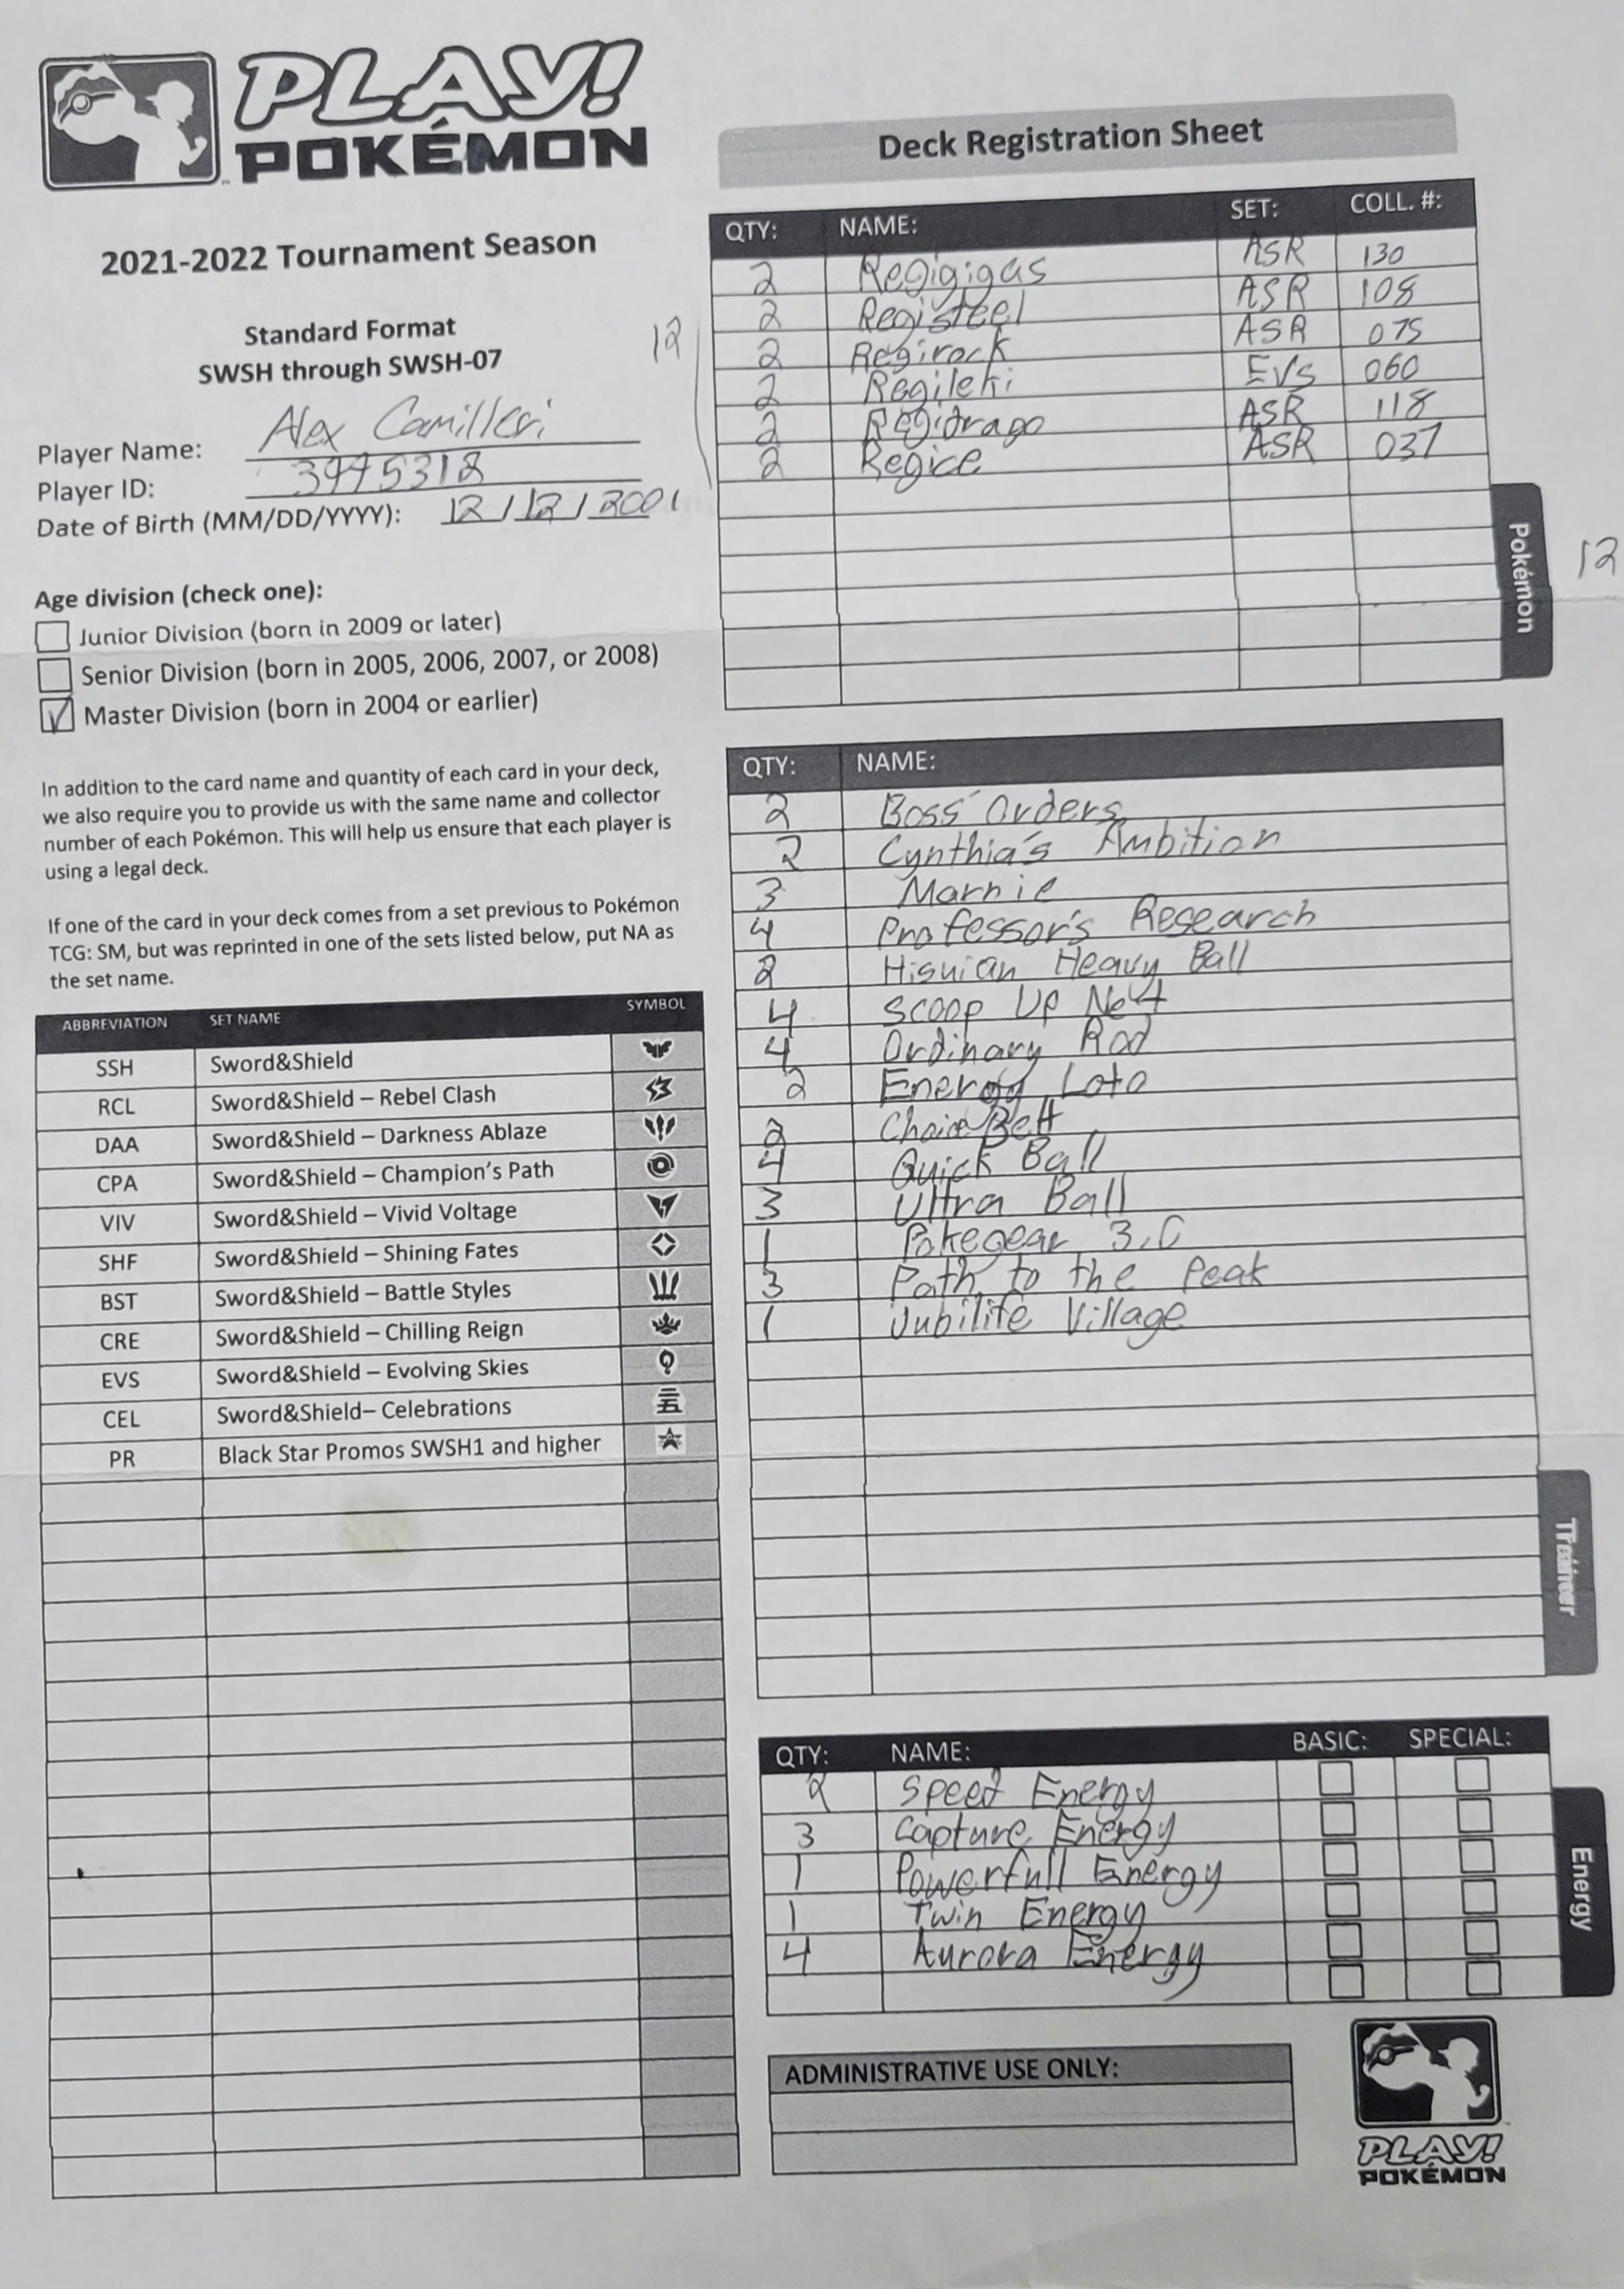 PLAY!
POKÉMON
2021-2022 Tournament Season
Standard Format
SWSH through SWSH-07
Player Name: Alex Camilleri
Player ID: 3975312
Date of Birth (MM/DD/YYYY): 12/12/2001
Age division (check one):
Junior Division (born in 2009 or later)
Senior Division (born in 2005, 2006, 2007, or 2008)
Master Division (born in 2004 or earlier)
In addition to the card name and quantity of each card in your deck,
we also require you to provide us with the same name and collector
number of each Pokémon. This will help us ensure that each player is
using a legal deck.
If one of the card in your deck comes from a set previous to Pokémon
TCG: SM, but was reprinted in one of the sets listed below, put NA as
the set name.
ABBREVIATION SET NAME SYMBOL
SSH Sword&Shield
RCL Sword&Shield – Rebel Clash
DAA Sword&Shield – Darkness Ablaze
CPA Sword&Shield – Champion's Path
VIV Sword&Shield – Vivid Voltage
SHF Sword&Shield – Shining Fates
BST Sword&Shield – Battle Styles
CRE Sword&Shield – Chilling Reign
EVS Sword&Shield – Evolving Skies
CEL Sword&Shield– Celebrations
PR Black Star Promos SWSH1 and higher
Deck Registration Sheet
QTY: NAME: SET: COLL. #:
2 Regigigas ASR 130
2 Registeel ASR 108
12
2 Regirock ASR 075
2 Regileki EVS 060
2 Regidrago ASR 118
2 Regice ASR 037
Pokémon
12
QTY: NAME:
2 Boss' Orders
2 Cynthia's Ambition
3 Marnie
4 Professor's Research
2 Hisuian Heavy Ball
4 Scoop Up Net
4 Ordinary Rod
2 Energy Loto
2 Choice Belt
4 Quick Ball
3 Ultra Ball
1 Pokegear 3.0
3 Path to the Peak
1 Jubilife Village
Trainer
QTY: NAME: BASIC: SPECIAL:
2 Speed Energy
3 Capture Energy
1 Powerfull Energy
1 Twin Energy
4 Aurora Energy
Energy
ADMINISTRATIVE USE ONLY:
PLAY!
POKÉMON